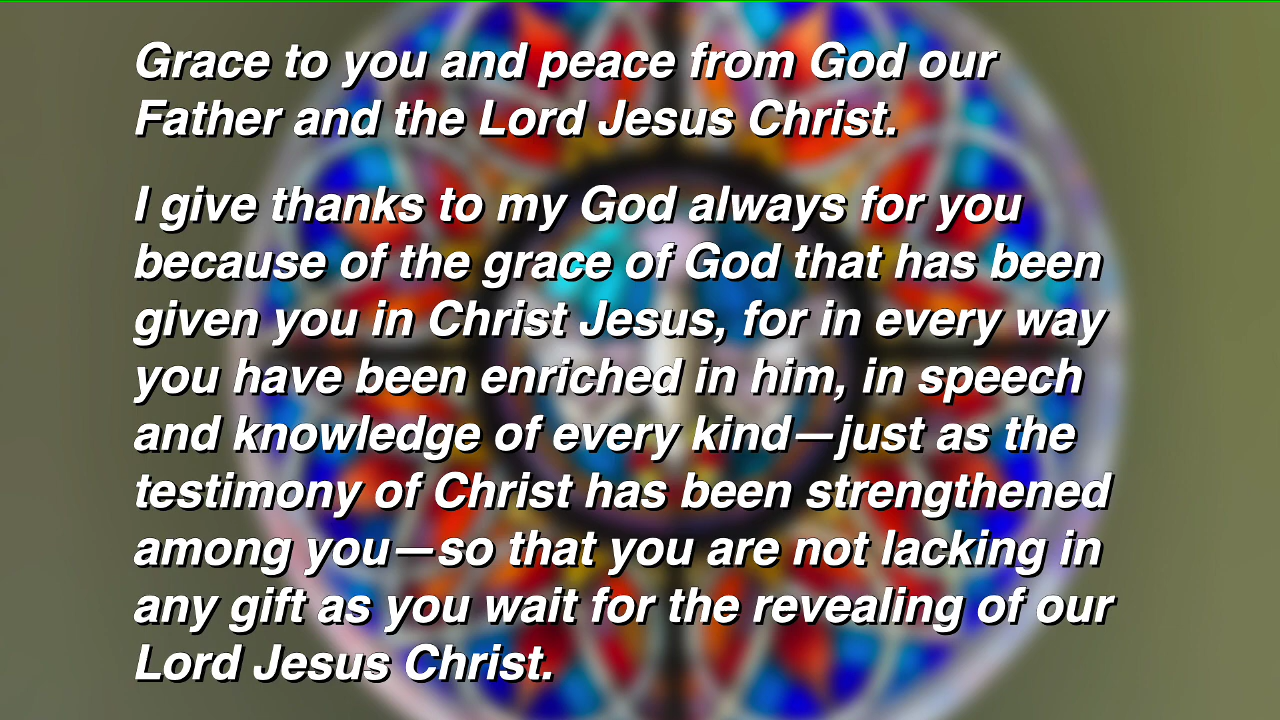 Grace to you and peace from God our
Father and the Lord Jesus Christ.
I give thanks to my God always for you
because of the grace of God that has been
given you in Christ Jesus, for in every way
you have been enriched in him, in speech
and knowledge of every kind—just as the
testimony of Christ has been strengthened
among you—so that you are not lacking in
any gift as you wait for the revealing of our
Lord Jesus Christ.